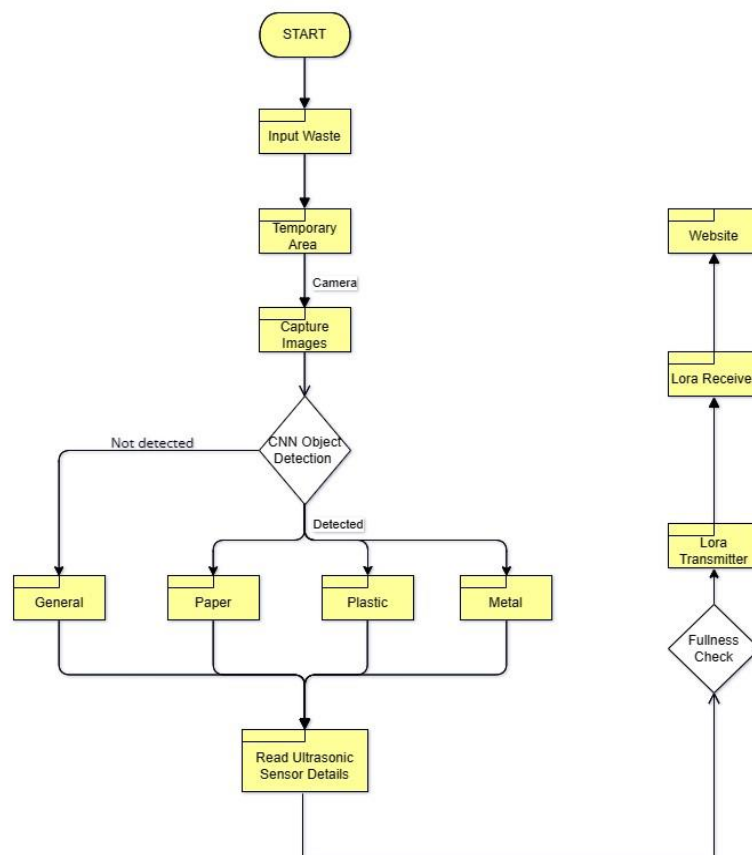 START
Input Waste
Temporary
Area
Camera
Capture
Images
CNN Object
Detection
Not detected
Detected
General
Paper
Plastic
Metal
Read Ultrasonic
Sensor Details
Website
Lora Receive
Lora
Transmitter
Fullness
Check